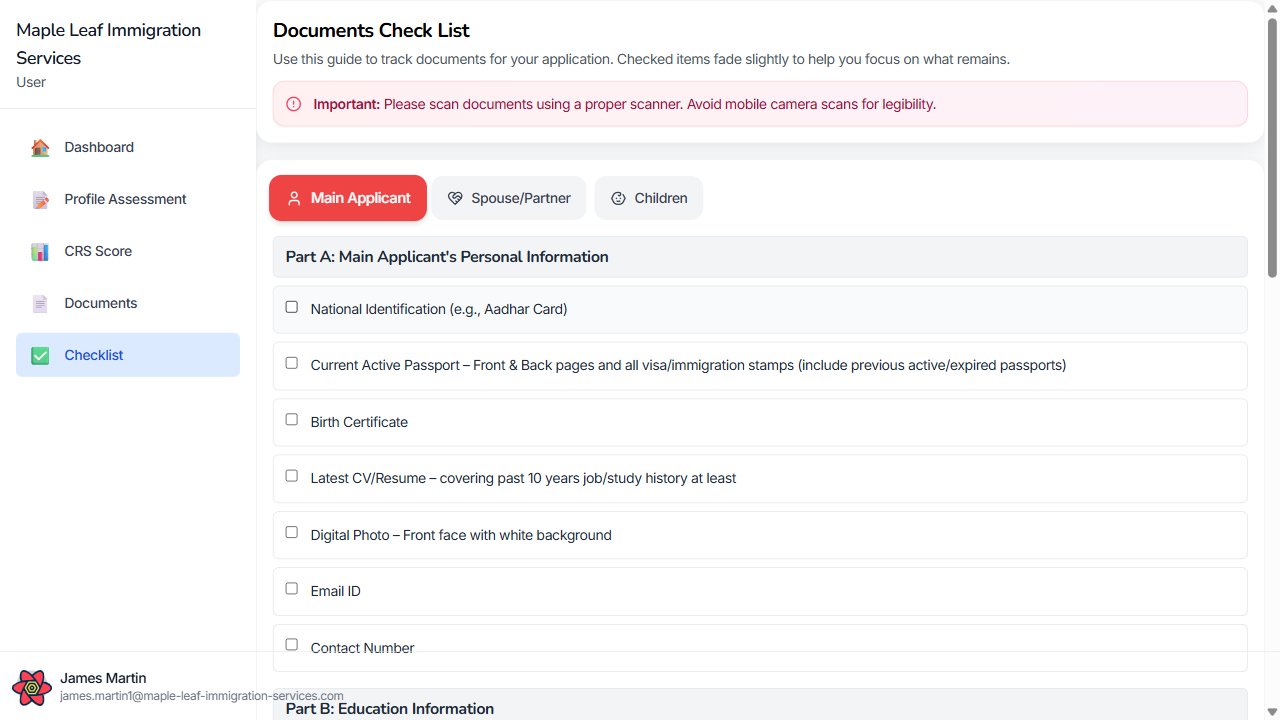 Maple Leaf Immigration
Services
User
Dashboard
Profile Assessment
CRS Score
Documents
Checklist
James Martin
james.martin1@maple-leaf-immigration-services.com
Documents Check List
Use this guide to track documents for your application. Checked items fade slightly to help you focus on what remains.
Important: Please scan documents using a proper scanner. Avoid mobile camera scans for legibility.
Main Applicant
Spouse/Partner
Children
Part A: Main Applicant's Personal Information
National Identification (e.g., Aadhar Card)
Current Active Passport – Front & Back pages and all visa/immigration stamps (include previous active/expired passports)
Birth Certificate
Latest CV/Resume – covering past 10 years job/study history at least
Digital Photo – Front face with white background
Email ID
Contact Number
Part B: Education Information